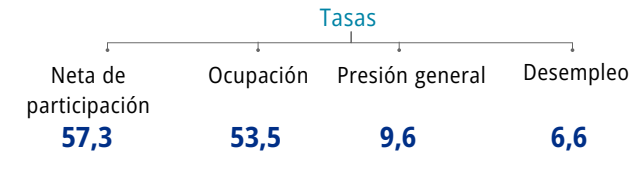 Tasas
Neta de
participación
57,3
Ocupación
53,5
Presión general
9,6
Desempleo
6,6